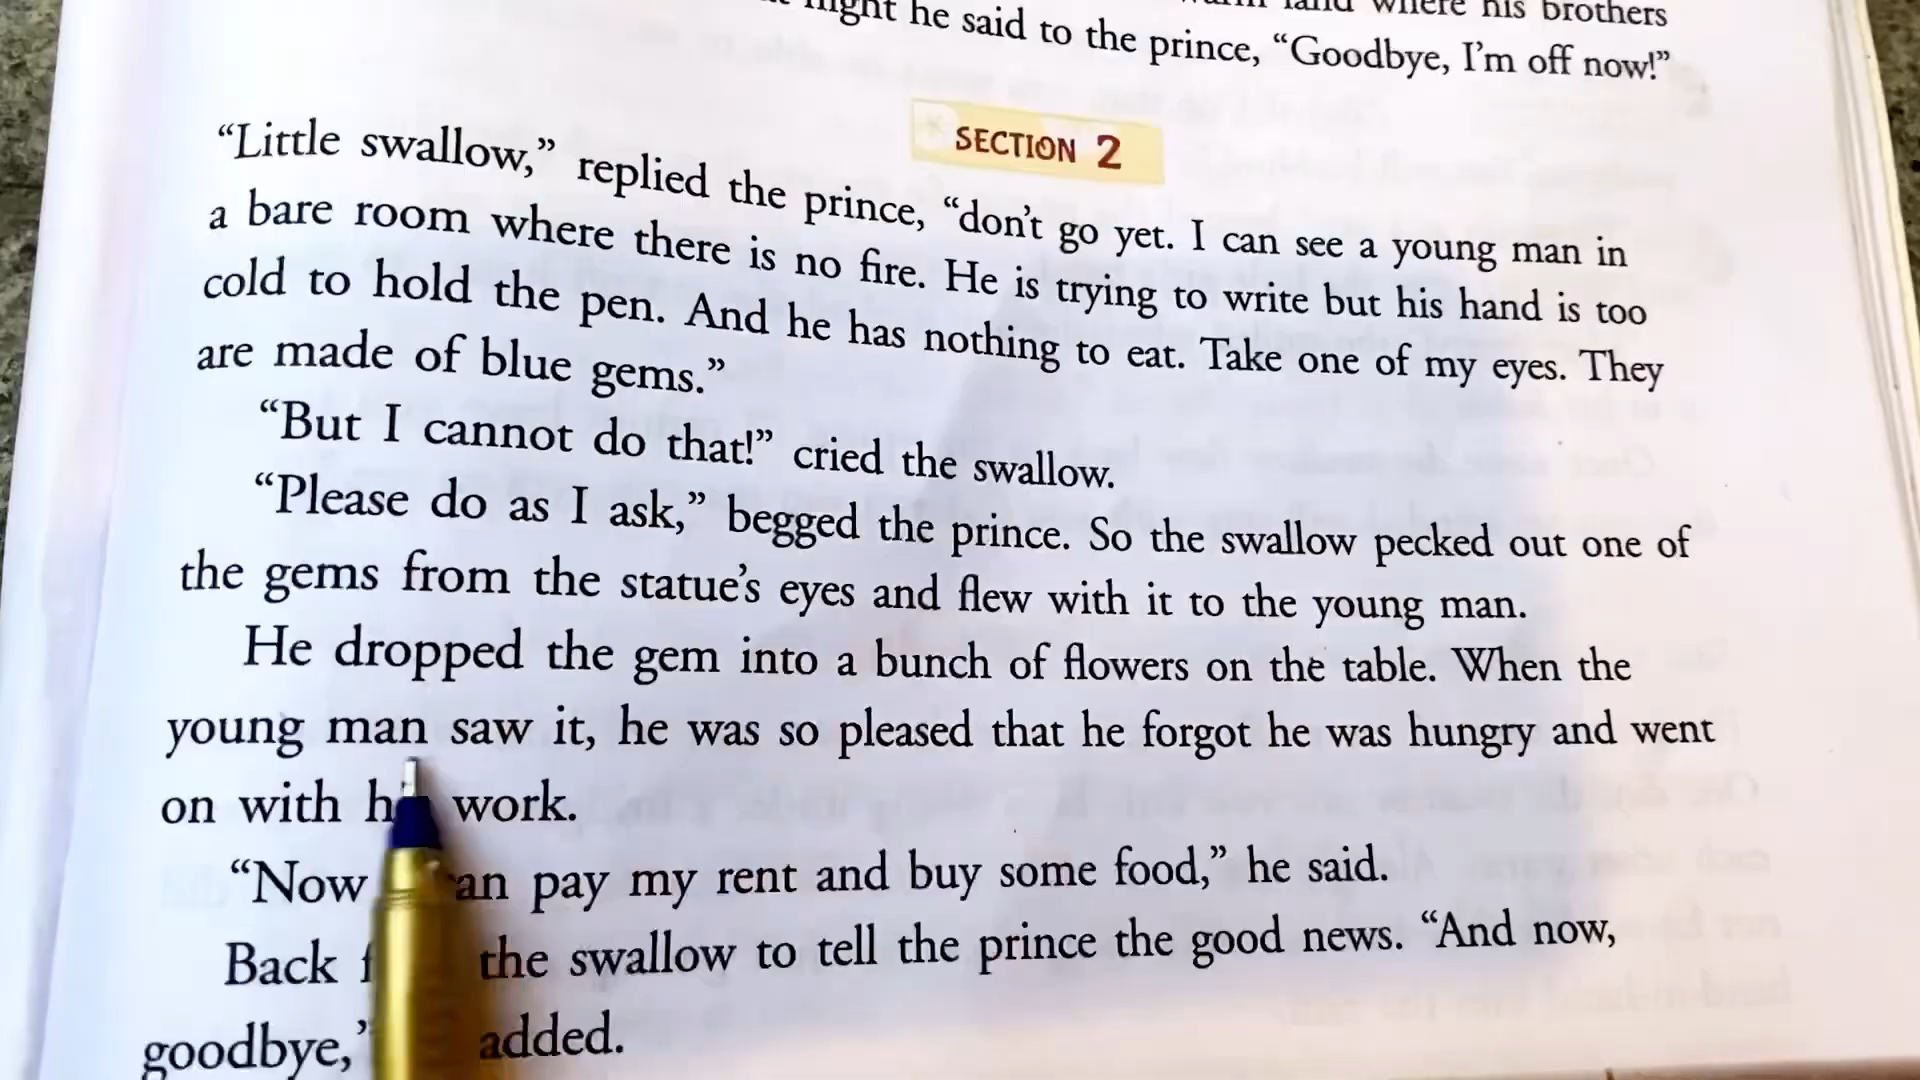 land where his brothers
he said to the prince, “Goodbye, I’m off now!”
SECTION 2
“Little swallow,” replied the prince, “don’t go yet. I can see a young man in
a bare room where there is no fire. He is trying to write but his hand is too
cold to hold the pen. And he has nothing to eat. Take one of my eyes. They
are made of blue gems.”
“But I cannot do that!” cried the swallow.
“Please do as I ask,” begged the prince. So the swallow pecked out one of
the gems from the statue’s eyes and flew with it to the young man.
He dropped the gem into a bunch of flowers on the table. When the
young man saw it, he was so pleased that he forgot he was hungry and went
on with work.
“Now pay my rent and buy some food,” he said.
Back the swallow to tell the prince the good news. “And now,
goodbye,” added.